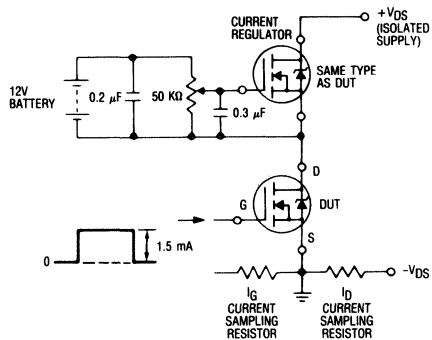 CURRENT
REGULATOR
+VDS
(ISOLATED
SUPPLY)
SAME TYPE
AS DUT
12V
BATTERY
0.2 µF
50 KΩ
0.3 µF
D
G
DUT
S
0
1.5 mA
-VDS
IG
CURRENT
SAMPLING
RESISTOR
ID
CURRENT
SAMPLING
RESISTOR